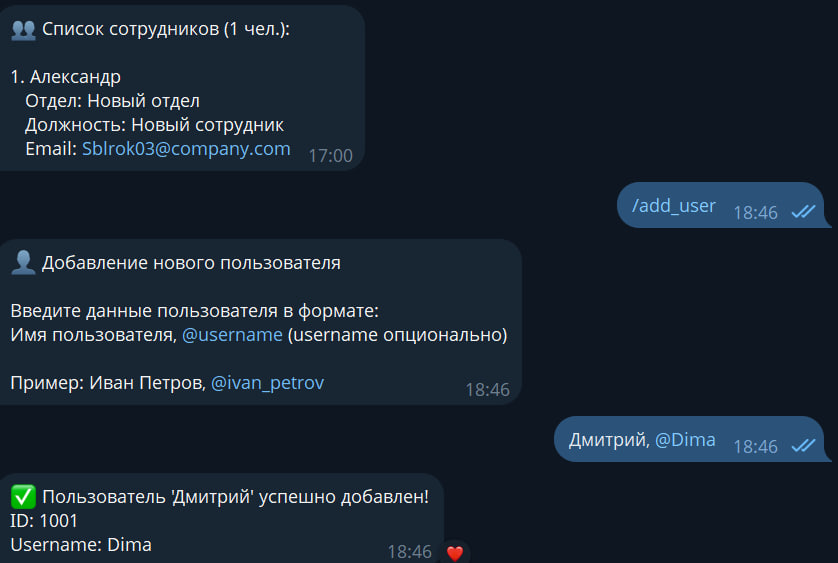 Список сотрудников (1 чел.):
1. Александр
Отдел: Новый отдел
Должность: Новый сотрудник
Email: Sblrok03@company.com
17:00
/add_user 18:46
Добавление нового пользователя
Введите данные пользователя в формате:
Имя пользователя, @username (username опционально)
Пример: Иван Петров, @ivan_petrov
18:46
Дмитрий, @Dima 18:46
Пользователь 'Дмитрий' успешно добавлен!
ID: 1001
Username: Dima
18:46